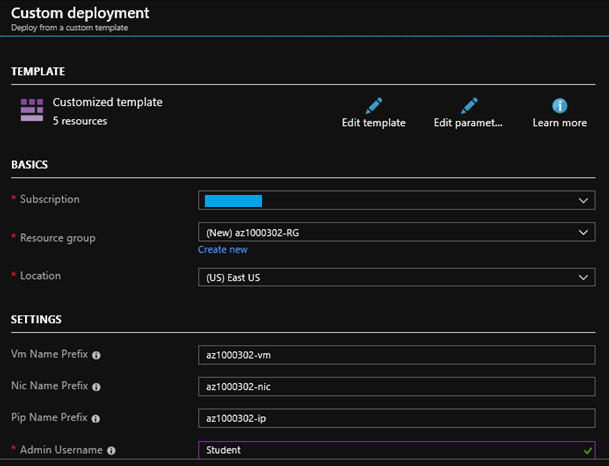 Custom deployment
Deploy from a custom template
TEMPLATE
Customized template
5 resources
Edit template
Edit paramet...
Learn more
BASICS
* Subscription
* Resource group
(New) az1000302-RG
Create new
* Location
(US) East US
SETTINGS
Vm Name Prefix
az1000302-vm
Nic Name Prefix
az1000302-nic
Pip Name Prefix
az1000302-ip
* Admin Username
Student